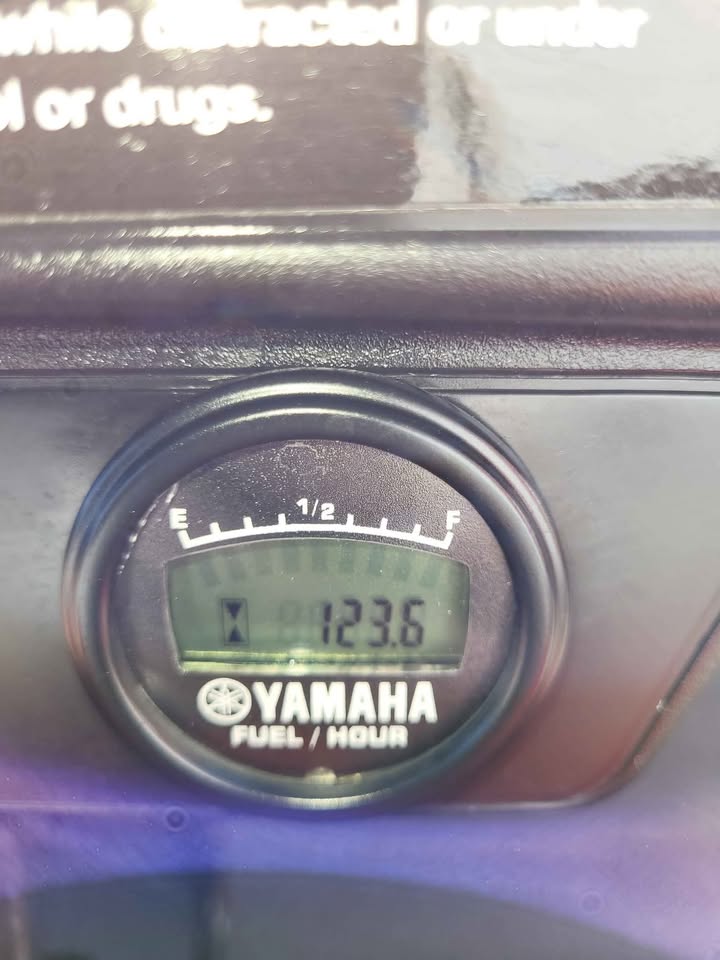 while distracted or under
or drugs.
E 1/2 F
123.6
YAMAHA
FUEL / HOUR